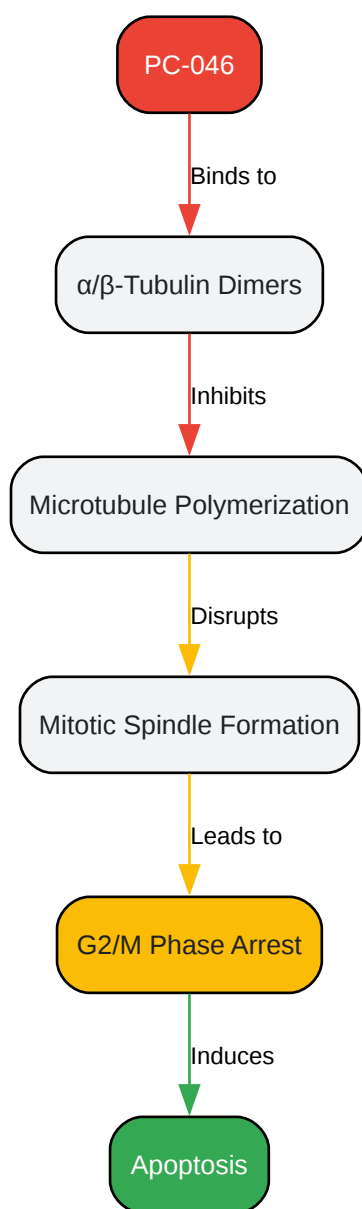 PC-046
Binds to
α/β-Tubulin Dimers
Inhibits
Microtubule Polymerization
Disrupts
Mitotic Spindle Formation
Leads to
G2/M Phase Arrest
Induces
Apoptosis